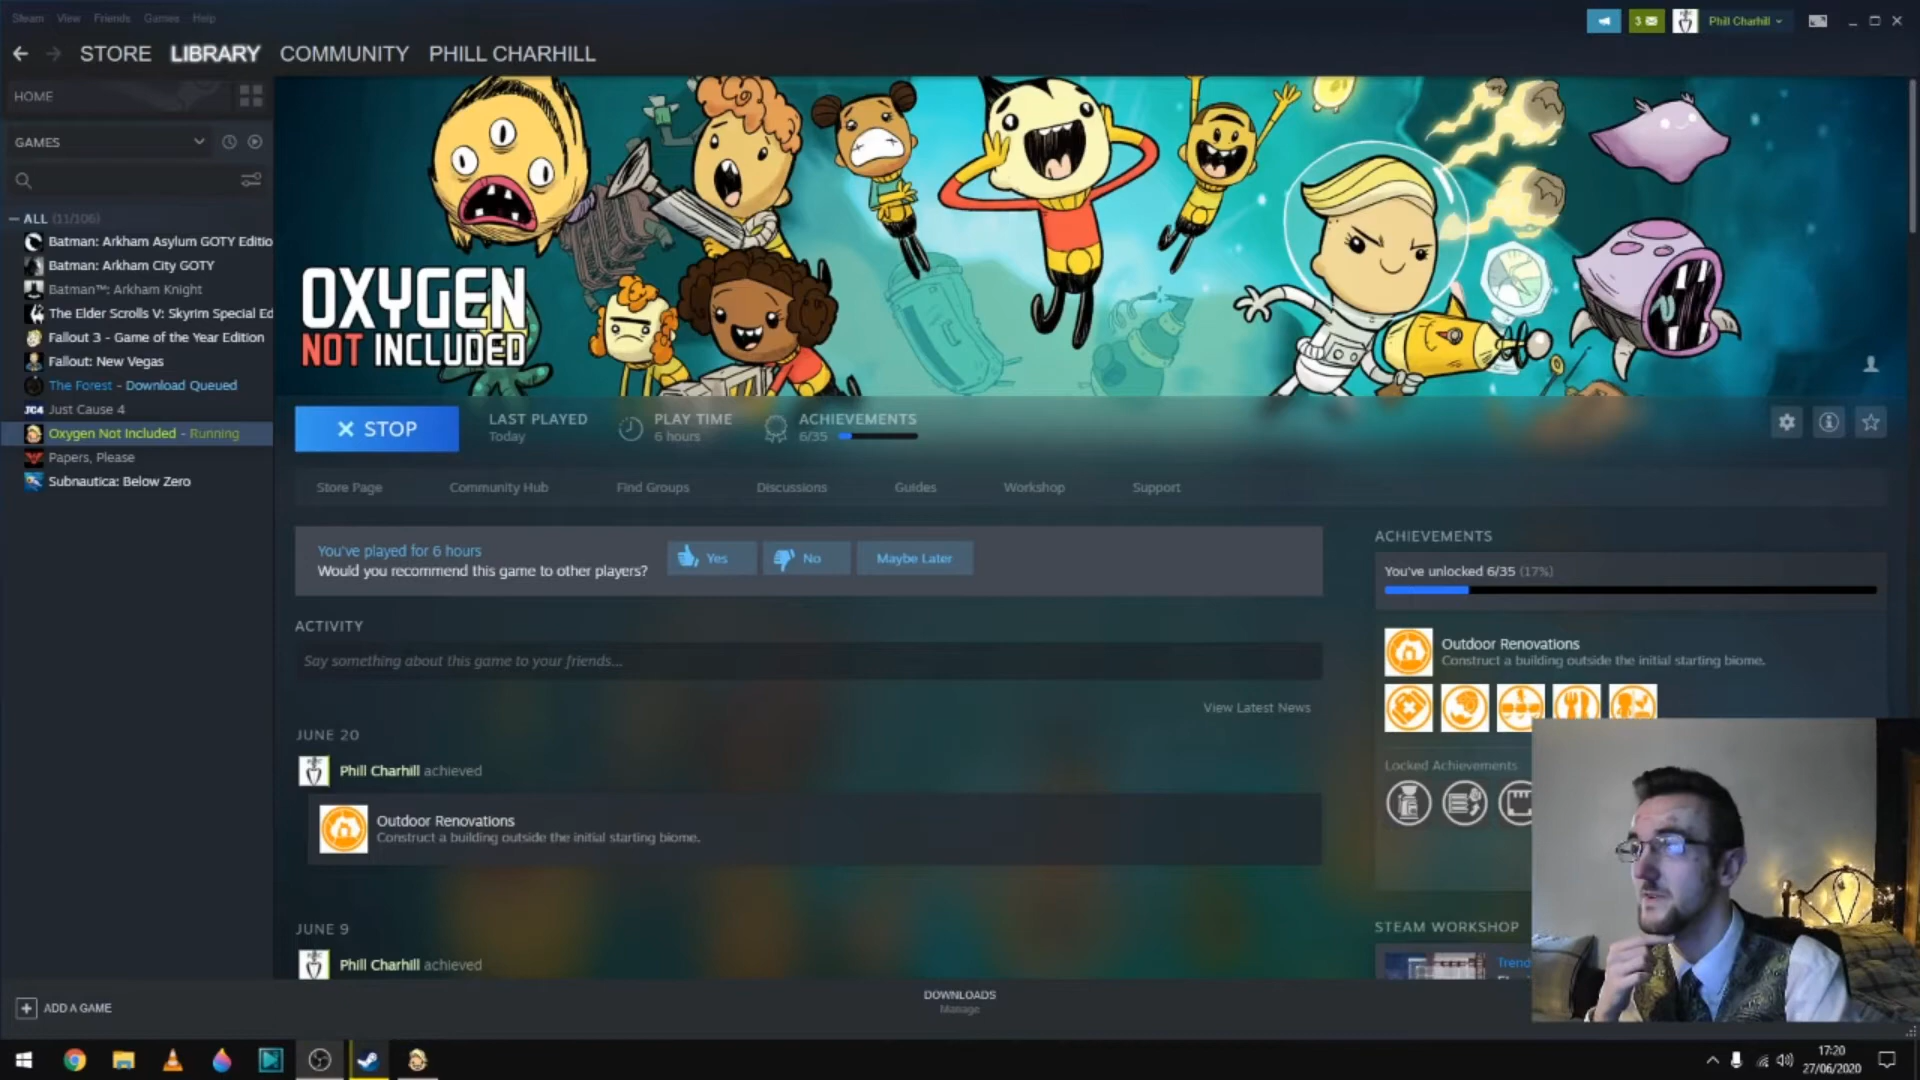 Steam View Friends Games Help
3
Phill Charhill
STORE LIBRARY COMMUNITY PHILL CHARHILL
HOME
GAMES
ALL (11/106)
Batman: Arkham Asylum GOTY Editio
Batman: Arkham City GOTY
Batman™: Arkham Knight
The Elder Scrolls V: Skyrim Special Ed
Fallout 3 - Game of the Year Edition
Fallout: New Vegas
The Forest - Download Queued
JC4 Just Cause 4
Oxygen Not Included - Running
Papers, Please
Subnautica: Below Zero
ADD A GAME
OXYGEN
NOT INCLUDED
STOP
LAST PLAYED
Today
PLAY TIME
6 hours
ACHIEVEMENTS
6/35
Store Page Community Hub Find Groups Discussions Guides Workshop Support
You've played for 6 hours
Would you recommend this game to other players?
Yes No Maybe Later
ACTIVITY
Say something about this game to your friends...
View Latest News
JUNE 20
Phill Charhill achieved
Outdoor Renovations
Construct a building outside the initial starting biome.
JUNE 9
Phill Charhill achieved
ACHIEVEMENTS
You've unlocked 6/35 (17%)
Outdoor Renovations
Construct a building outside the initial starting biome.
Locked Achievements
STEAM WORKSHOP
Trend
DOWNLOADS
Manage
17:20
27/06/2020